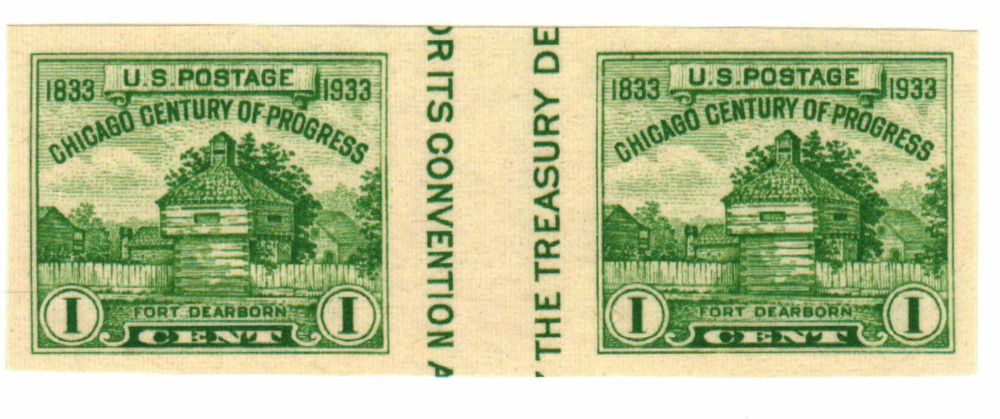 U.S. POSTAGE
1833 1933
CHICAGO CENTURY OF PROGRESS
FORT DEARBORN
1 1
CENT
OR ITS CONVENTION A
THE TREASURY DE
U.S. POSTAGE
1833 1933
CHICAGO CENTURY OF PROGRESS
FORT DEARBORN
1 1
CENT